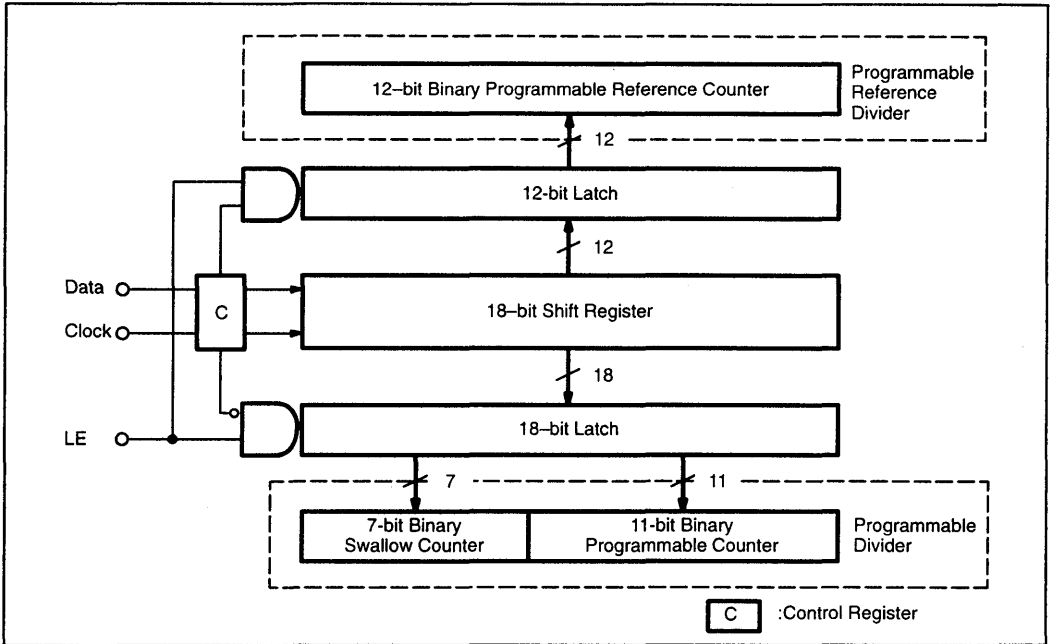 12–bit Binary Programmable Reference Counter
Programmable
Reference
Divider
12
12-bit Latch
12
Data
Clock
C
18–bit Shift Register
18
LE
18–bit Latch
7
11
7-bit Binary
Swallow Counter
11-bit Binary
Programmable Counter
Programmable
Divider
C :Control Register